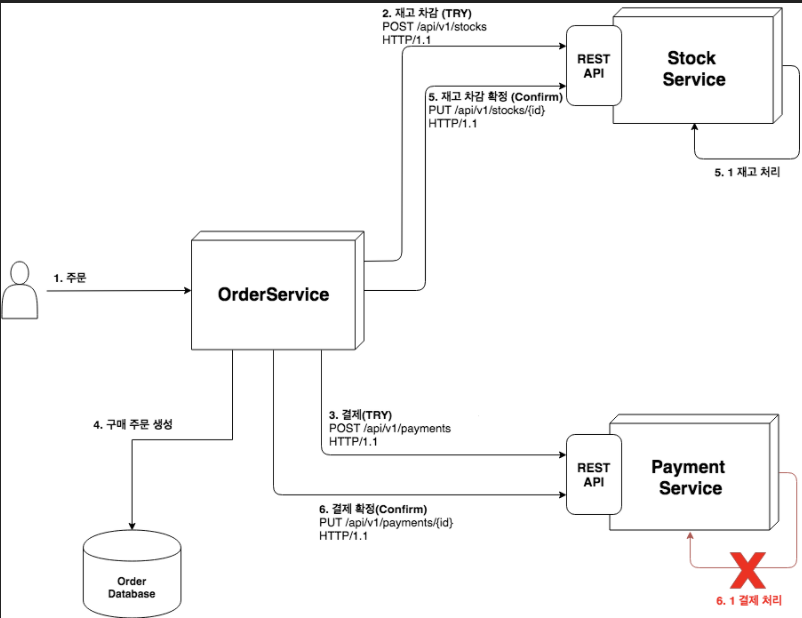 2. 재고 차감 (TRY)
POST /api/v1/stocks
HTTP/1.1
REST
API
Stock
Service
5. 재고 차감 확정 (Confirm)
PUT /api/v1/stocks/{id}
HTTP/1.1
5. 1 재고 처리
1. 주문
OrderService
4. 구매 주문 생성
3. 결제(TRY)
POST /api/v1/payments
HTTP/1.1
REST
API
Payment
Service
6. 결제 확정(Confirm)
PUT /api/v1/payments/{id}
HTTP/1.1
Order
Database
X
6. 1 결제 처리